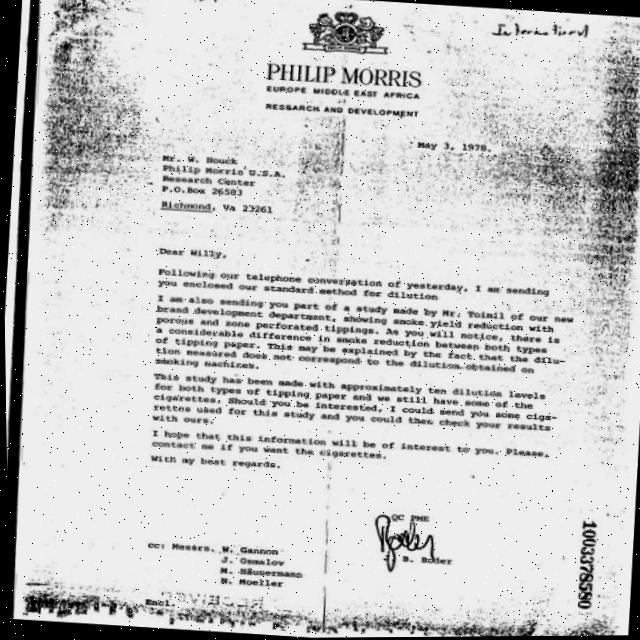 International
PHILIP MORRIS
EUROPE MIDDLE EAST AFRICA
RESEARCH AND DEVELOPMENT
May 3, 1978.
Mr. W. Houck
Philip Morris U.S.A.
Research Center
P.O.Box 26583
Richmond, Va 23261
Dear Willy,
Following our telephone conversation of yesterday, I am sending
you enclosed our standard method for dilution
I am also sending you part of a study made by Mr. Toimil of our new
brand development department, showing smoke yield reduction with
porous and zone perforated tippings. As you will notice, there is
a considerable difference in smoke reduction between both types
of tipping paper. This may be explained by the fact that the dilu-
tion measured does not correspond to the dilution obtained on
smoking machines.
This study has been made with approximately ten dilution levels
for both types of tipping paper and we still have some of the
cigarettes. Should you be interested, I could send you some ciga-
rettes used for this study and you could then check your results
with ours.
I hope that this information will be of interest to you. Please,
contact me if you want the cigarettes.
With my best regards.
QC PME
B. Boder
cc: Messrs. W. Gannon
J. Osmalov
M. Häusermann
N. Moeller
Encl.
1003378580